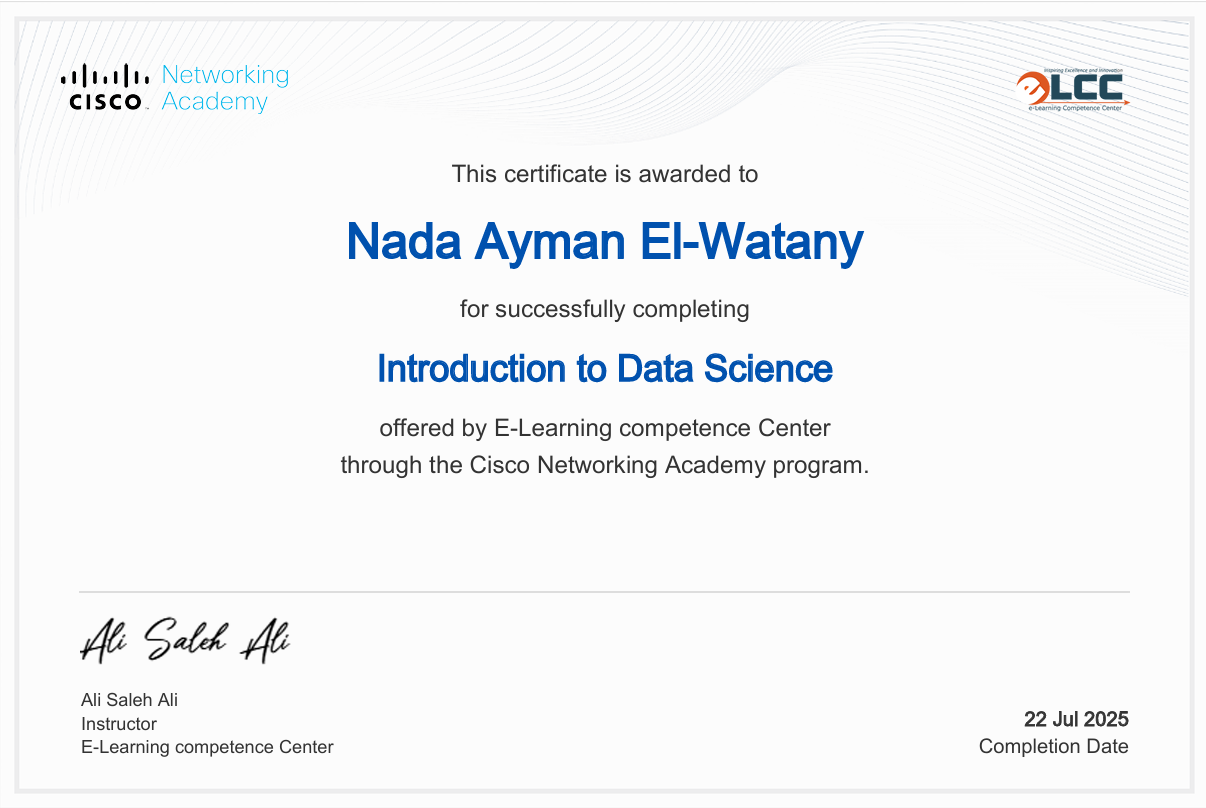 CISCO
Networking
Academy
Inspiring Excellence and Innovation
eLCC
e-Learning Competence Center
This certificate is awarded to
Nada Ayman El-Watany
for successfully completing
Introduction to Data Science
offered by E-Learning competence Center
through the Cisco Networking Academy program.
Ali Saleh Ali
Ali Saleh Ali
Instructor
E-Learning competence Center
22 Jul 2025
Completion Date